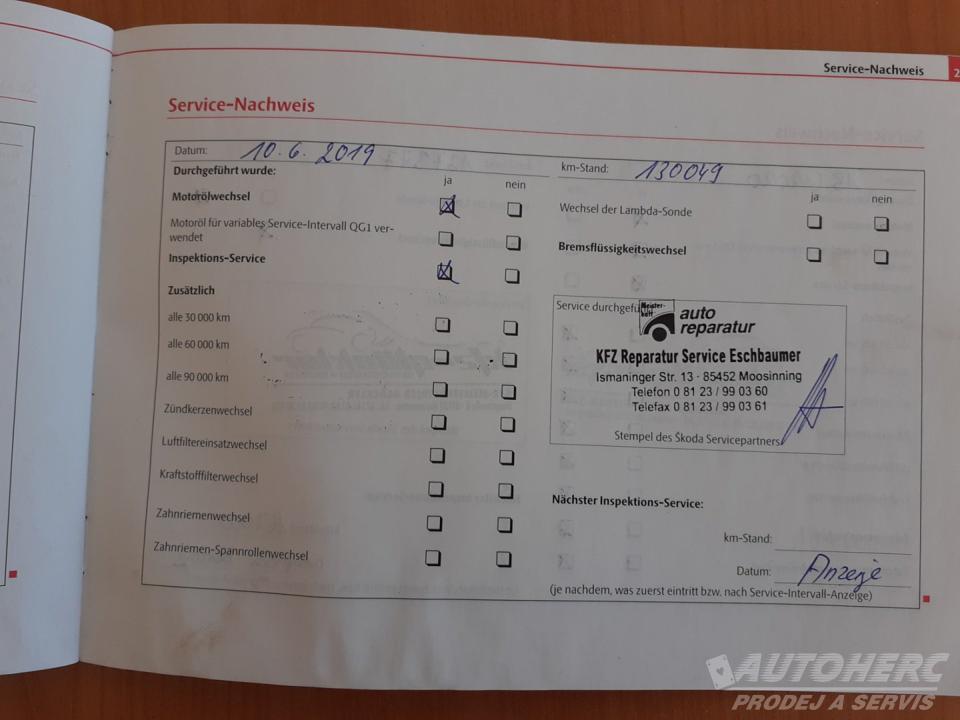 Service-Nachweis
2
Service-Nachweis
Datum: 10.6.2019
km-Stand: 130049
Durchgeführt wurde:
ja nein
ja nein
Motorölwechsel
Wechsel der Lambda-Sonde
Motoröl für variables Service-Intervall QG1 ver-
wendet
Bremsflüssigkeitswechsel
Inspektions-Service
Zusätzlich
alle 30 000 km
alle 60 000 km
alle 90 000 km
Zündkerzenwechsel
Luftfiltereinsatzwechsel
Kraftstofffilterwechsel
Zahnriemenwechsel
Zahnriemen-Spannrollenwechsel
Service durchgeführt
Meister-
haft
auto
reparatur
KFZ Reparatur Service Eschbaumer
Ismaninger Str. 13 · 85452 Moosinning
Telefon 0 81 23 / 99 03 60
Telefax 0 81 23 / 99 03 61
Stempel des Škoda Servicepartners
Nächster Inspektions-Service:
km-Stand:
Datum: Anzeige
(je nachdem, was zuerst eintritt bzw. nach Service-Intervall-Anzeige)
AUTOHERC
PRODEJ A SERVIS